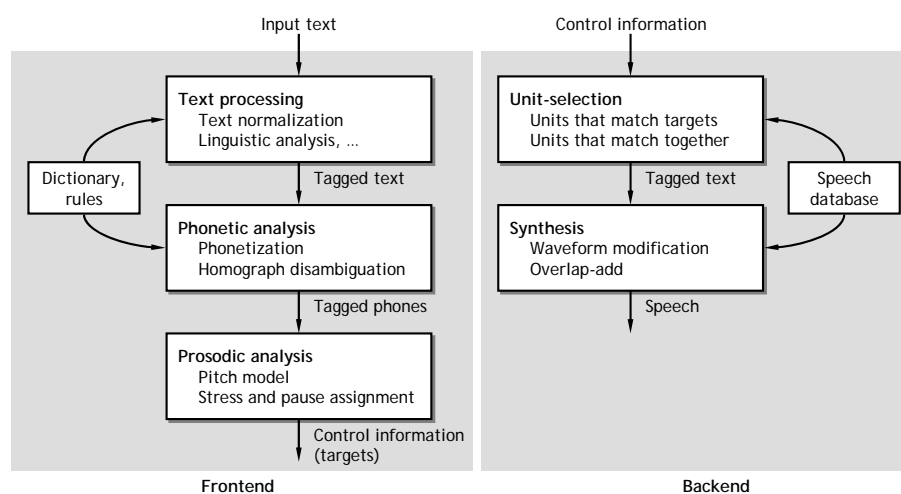 Input text
Text processing
Text normalization
Linguistic analysis, ...
Dictionary,
rules
Tagged text
Phonetic analysis
Phonetization
Homograph disambiguation
Tagged phones
Prosodic analysis
Pitch model
Stress and pause assignment
Control information
(targets)
Frontend
Control information
Unit-selection
Units that match targets
Units that match together
Tagged text
Speech
database
Synthesis
Waveform modification
Overlap-add
Speech
Backend